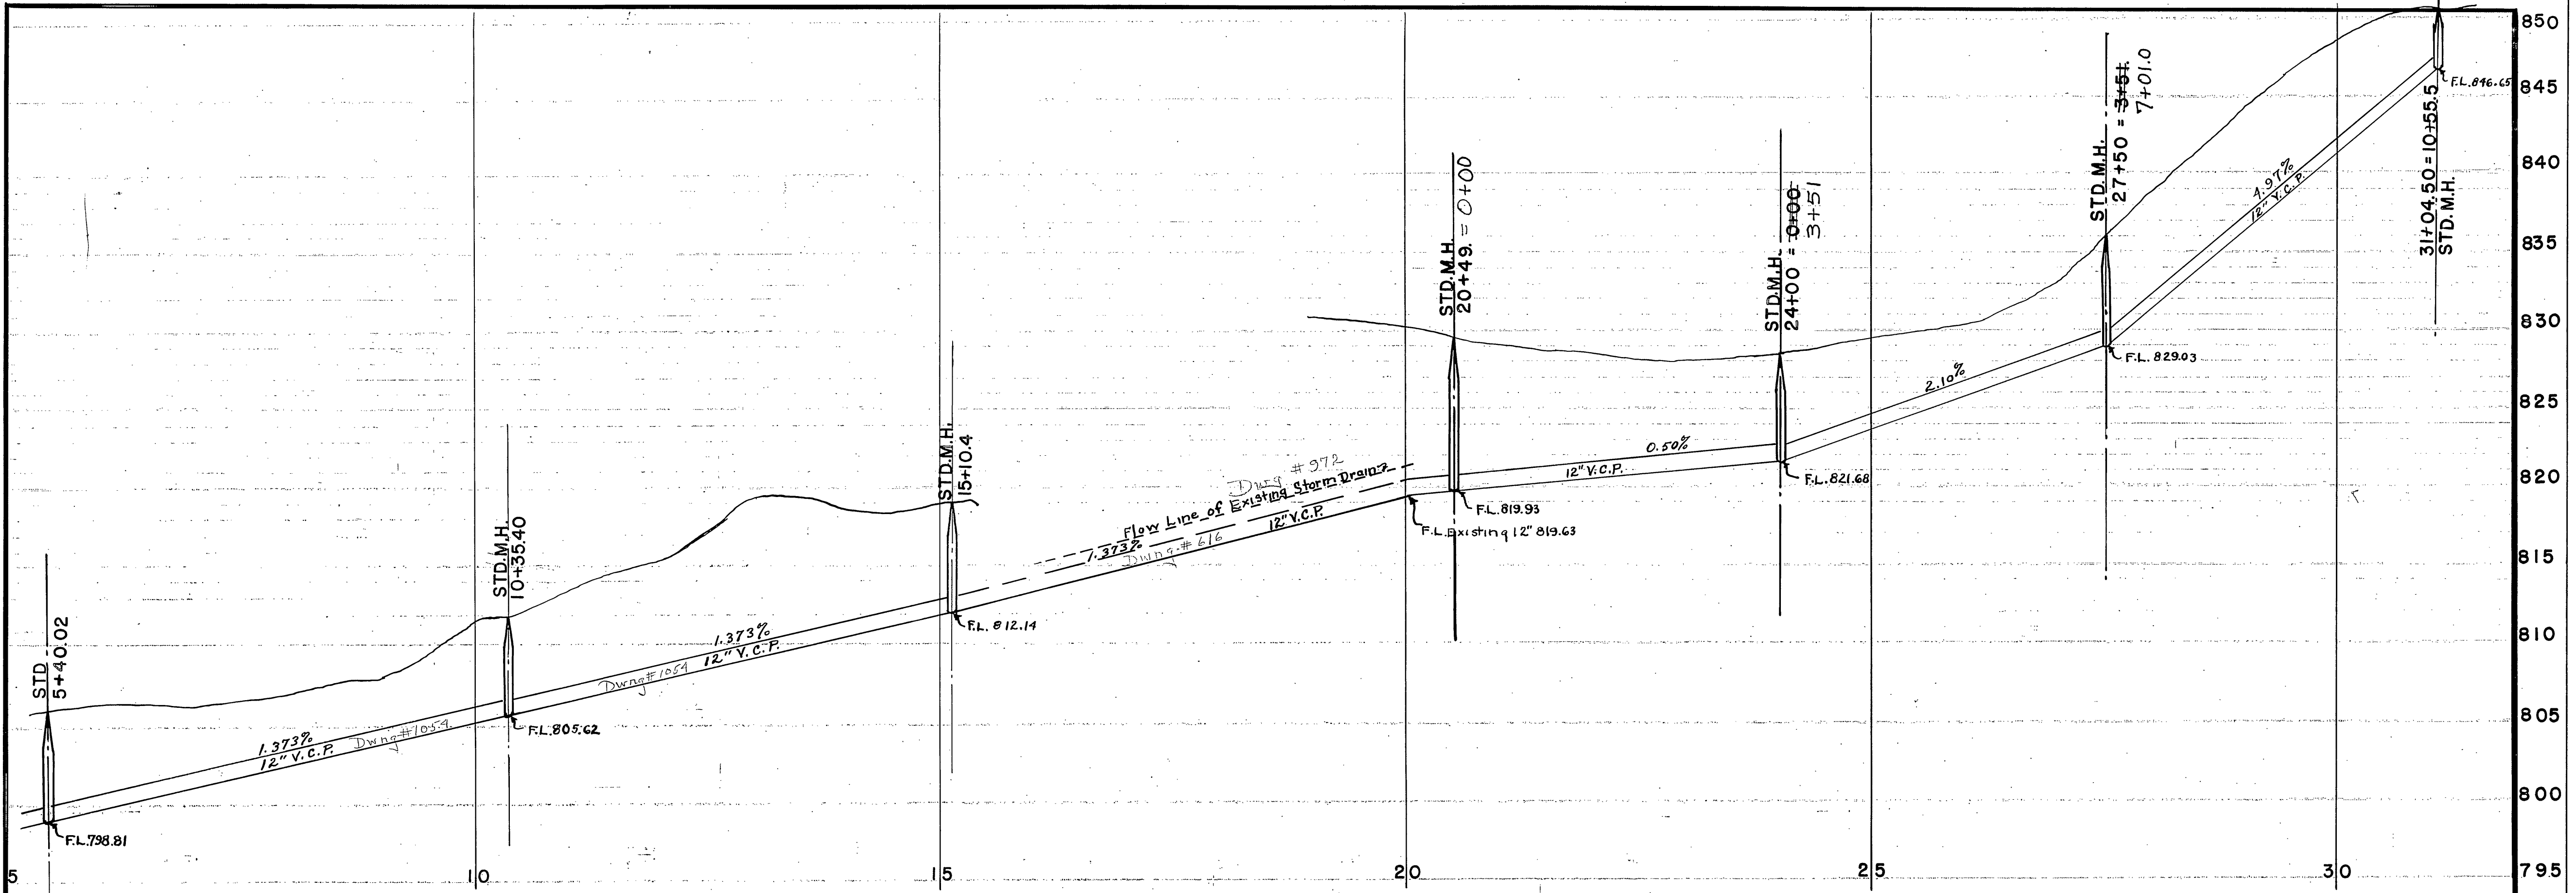 850
845
840
835
830
825
820
815
810
805
800
795
5
10
15
20
25
30
STD
5+40.02
F.L.798.81
1.373%
12" V.C.P.
Dwng#1054
STD.M.H.
10+35.40
F.L.805.62
1.373%
12" V.C.P.
Dwng#1054
STD.M.H.
15+10.4
F.L. 812.14
Dwg #972
Flow Line of Existing Storm Drain
1.373%
12" V.C.P.
Dwng.#616
F.L.Existing 12" 819.63
STD.M.H.
20+49. = 0+00
F.L.819.93
0.50%
12" V.C.P.
STD.M.H.
24+00 = 0+00
3+51
F.L.821.68
2.10%
STD.M.H.
27+50 = 3+51.
7+01.0
F.L. 829.03
4.97%
12" V.C.P.
31+04.50=10+55.5
STD.M.H.
F.L.846.65